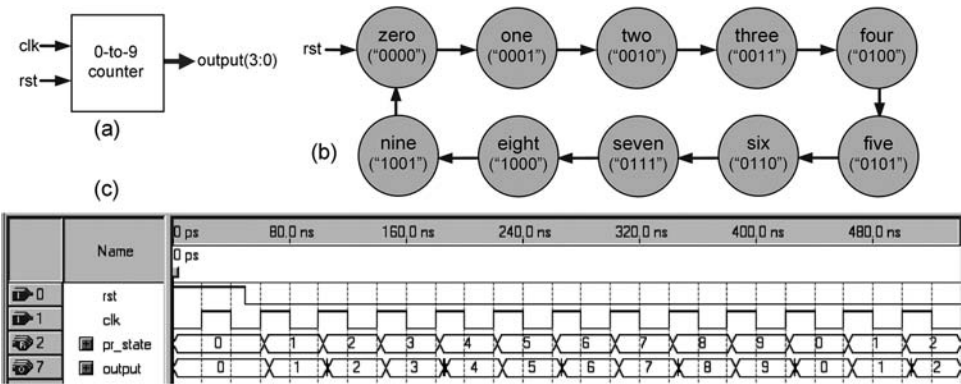 clk
rst
0-to-9
counter
output(3:0)
(a)
rst
zero
("0000")
one
("0001")
two
("0010")
three
("0011")
four
("0100")
(b)
nine
("1001")
eight
("1000")
seven
("0111")
six
("0110")
five
("0101")
(c)
Name
0 ps 80.0 ns 160.0 ns 240.0 ns 320.0 ns 400.0 ns 480.0 ns
0 ps
0 rst
1 clk
2 pr_state 0 1 2 3 4 5 6 7 8 9 0 1 2
7 output 0 1 2 3 4 5 6 7 8 9 0 1 2